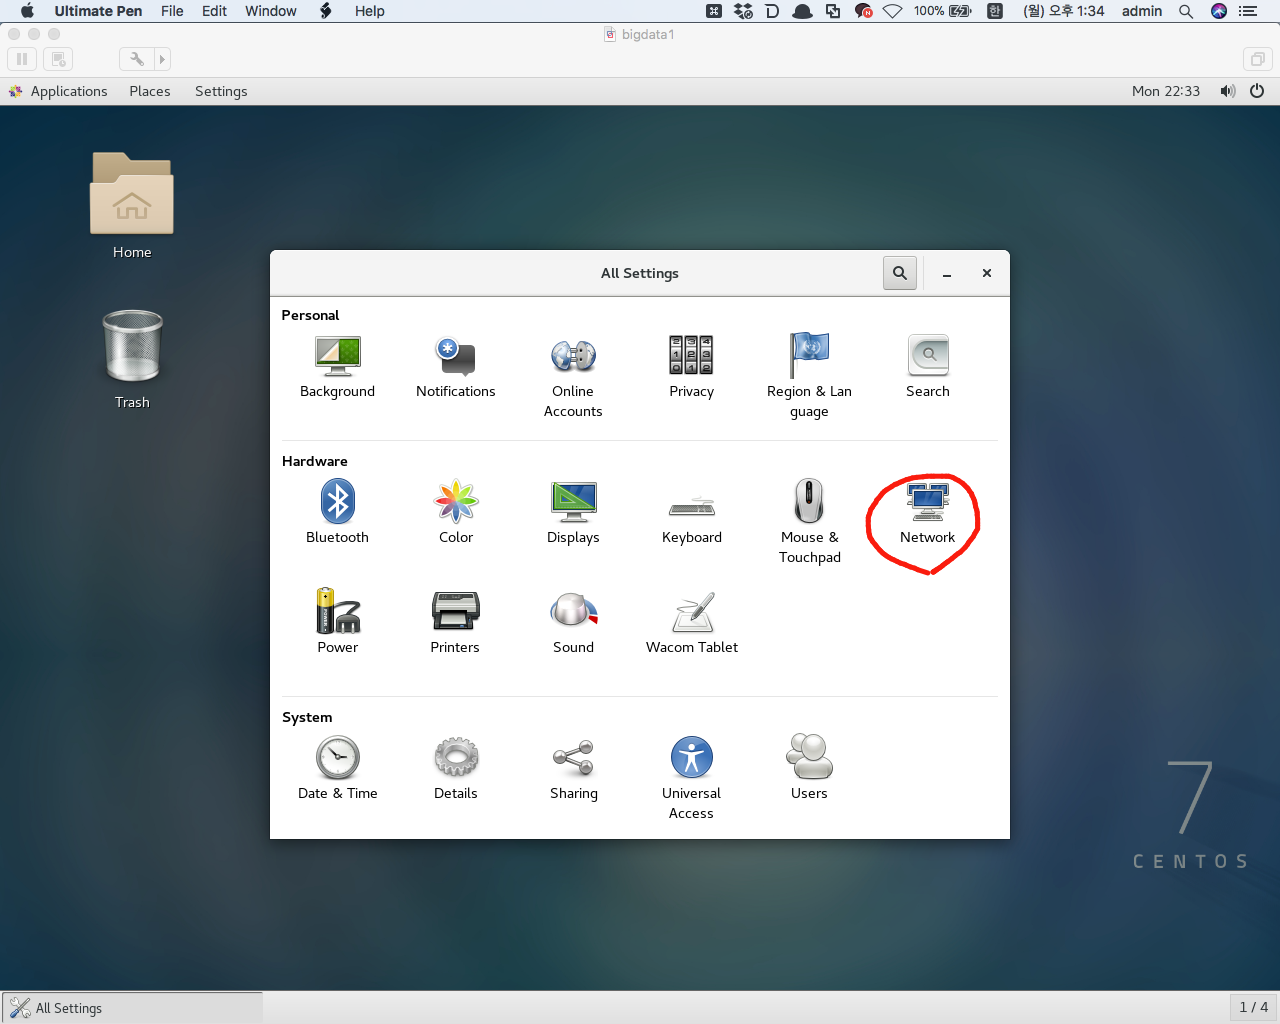 Ultimate Pen File Edit Window Help 100% 한 (월) 오후 1:34 admin
bigdata1
Applications Places Settings Mon 22:33
Home
Trash
All Settings
Personal
Background Notifications Online Accounts Privacy Region & Lan guage Search
Hardware
Bluetooth Color Displays Keyboard Mouse & Touchpad Network
Power Printers Sound Wacom Tablet
System
Date & Time Details Sharing Universal Access Users
7
CENTOS
All Settings 1 / 4